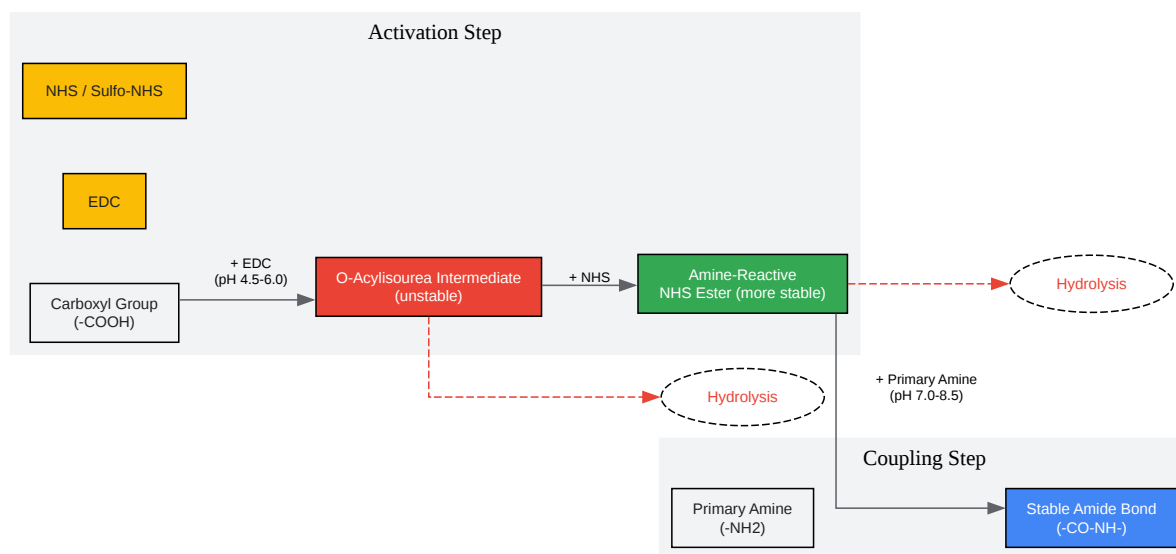 Activation Step
NHS / Sulfo-NHS
EDC
+ EDC
(pH 4.5-6.0)
Carboxyl Group
(-COOH)
O-Acylisourea Intermediate
(unstable)
+ NHS
Amine-Reactive
NHS Ester (more stable)
Hydrolysis
Hydrolysis
+ Primary Amine
(pH 7.0-8.5)
Coupling Step
Primary Amine
(-NH2)
Stable Amide Bond
(-CO-NH-)